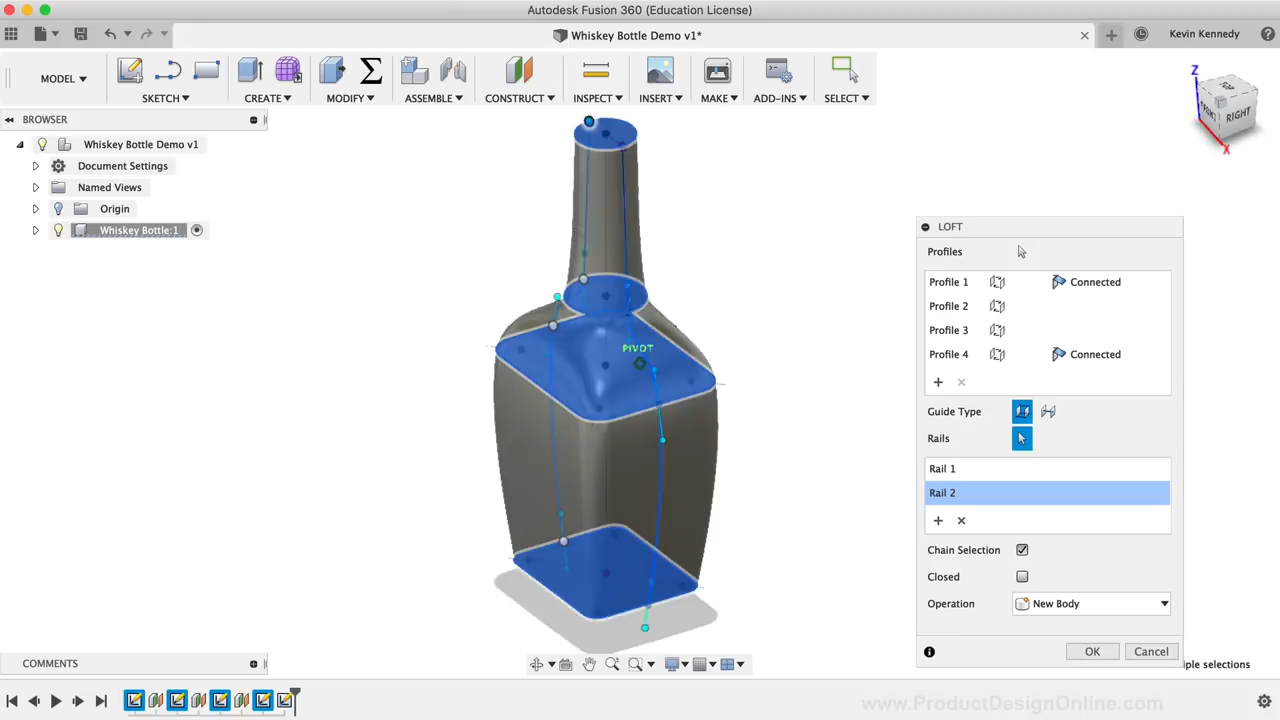 Autodesk Fusion 360 (Education License)
Whiskey Bottle Demo v1*
Kevin Kennedy
MODEL
SKETCH
CREATE
MODIFY
ASSEMBLE
CONSTRUCT
INSPECT
INSERT
MAKE
ADD-INS
SELECT
Z
FRONT
RIGHT
X
BROWSER
Whiskey Bottle Demo v1
Document Settings
Named Views
Origin
Whiskey Bottle:1
PIVOT
LOFT
Profiles
Profile 1 Connected
Profile 2
Profile 3
Profile 4 Connected
Guide Type
Rails
Rail 1
Rail 2
Chain Selection
Closed
Operation New Body
OK Cancel
iple selections
COMMENTS
www.ProductDesignOnline.com